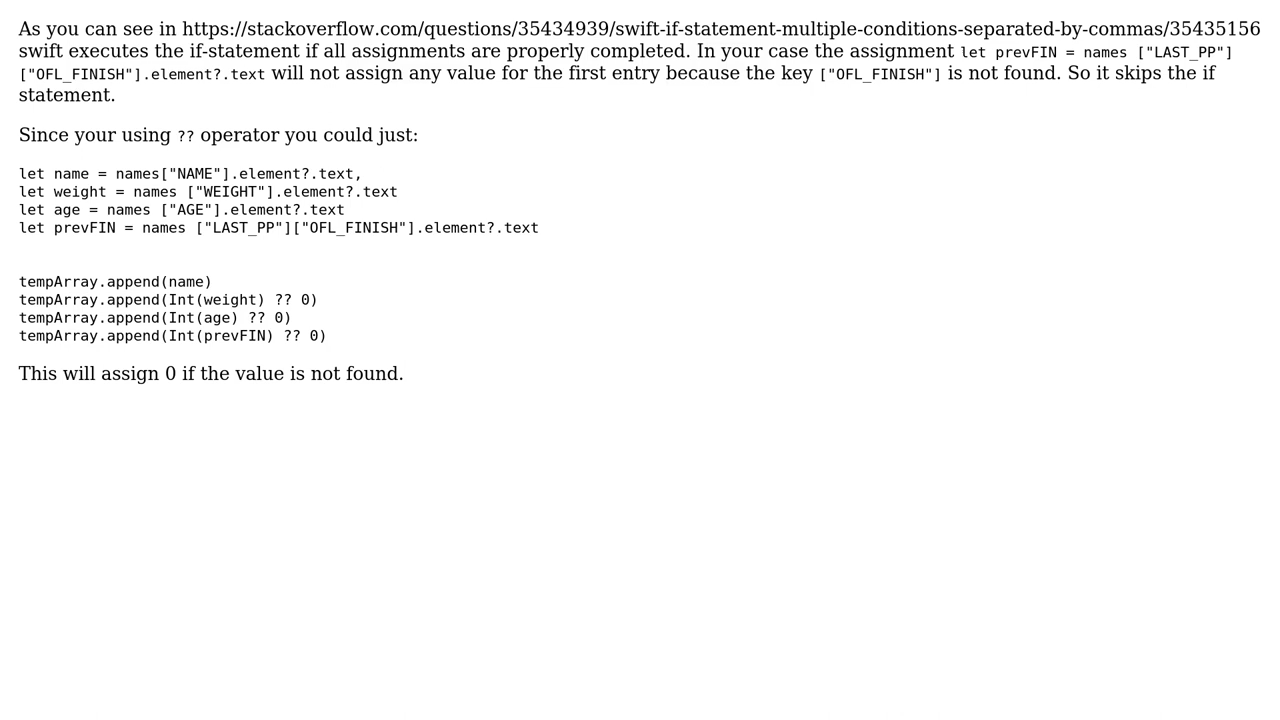 As you can see in https://stackoverflow.com/questions/35434939/swift-if-statement-multiple-conditions-separated-by-commas/35435156
swift executes the if-statement if all assignments are properly completed. In your case the assignment let prevFIN = names ["LAST_PP"]
["OFL_FINISH"].element?.text will not assign any value for the first entry because the key ["OFL_FINISH"] is not found. So it skips the if
statement.
Since your using ?? operator you could just:
let name = names["NAME"].element?.text,
let weight = names ["WEIGHT"].element?.text
let age = names ["AGE"].element?.text
let prevFIN = names ["LAST_PP"]["OFL_FINISH"].element?.text
tempArray.append(name)
tempArray.append(Int(weight) ?? 0)
tempArray.append(Int(age) ?? 0)
tempArray.append(Int(prevFIN) ?? 0)
This will assign 0 if the value is not found.